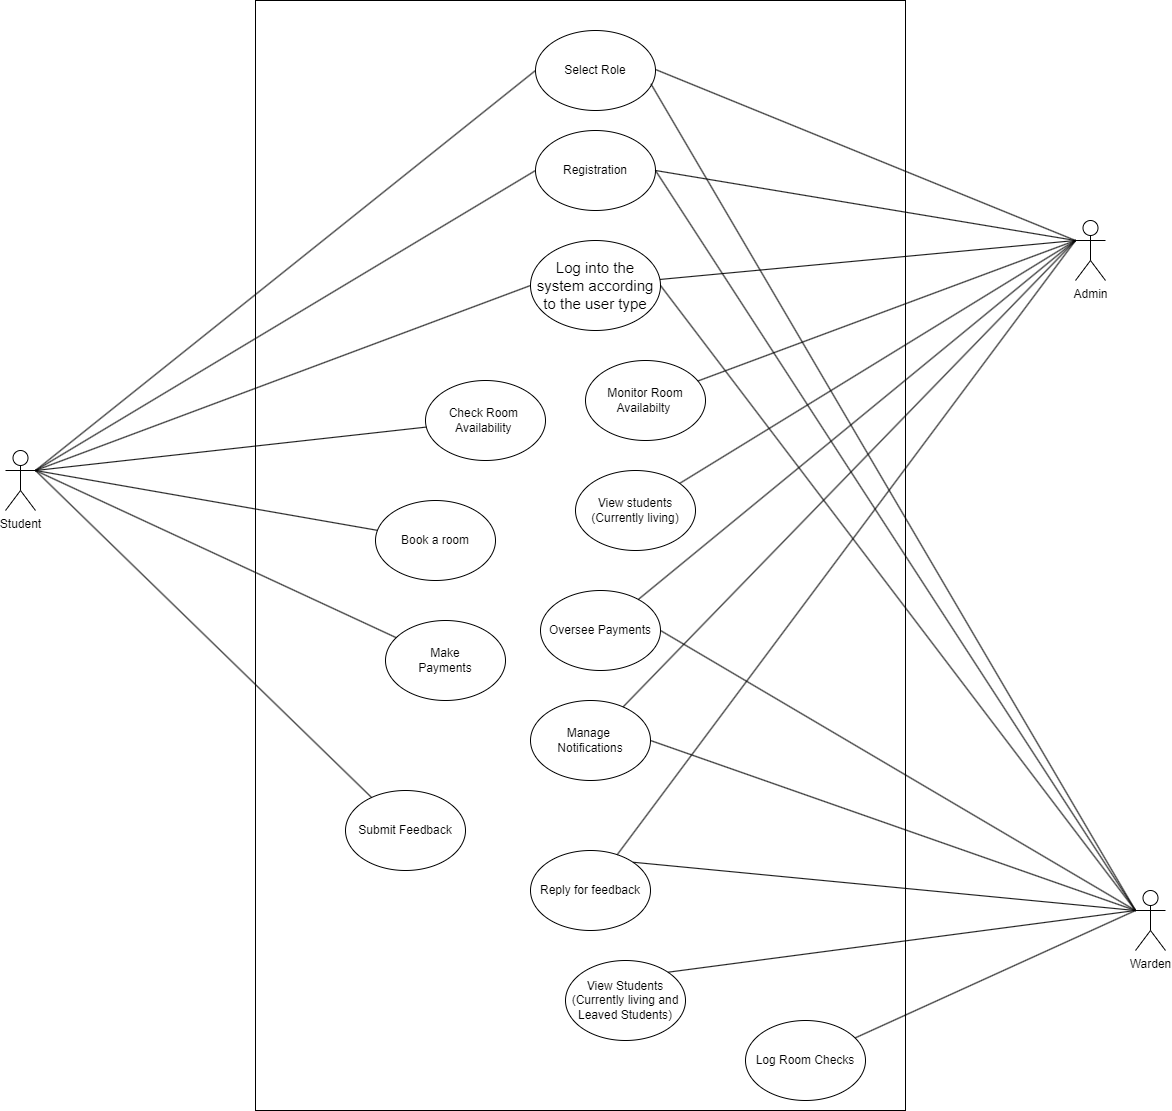 Select Role
Registration
Log into the
system according
to the user type
Admin
Monitor Room
Availabilty
Check Room
Availability
Student
View students
(Currently living)
Book a room
Oversee Payments
Make
Payments
Manage
Notifications
Submit Feedback
Reply for feedback
Warden
View Students
(Currently living and
Leaved Students)
Log Room Checks